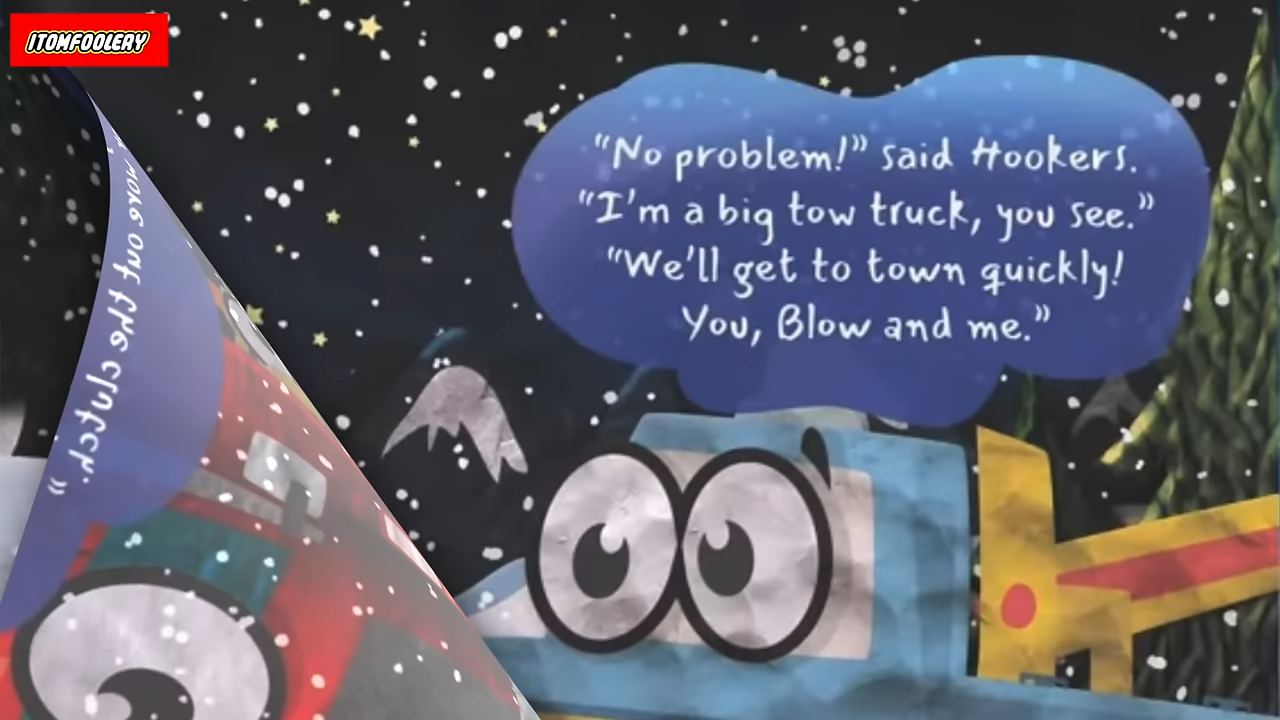 ITOMFOOLERY
wore out the clutch.”
“No problem!” said Hookers.
“I’m a big tow truck, you see.”
“We’ll get to town quickly!
You, Blow and me.”